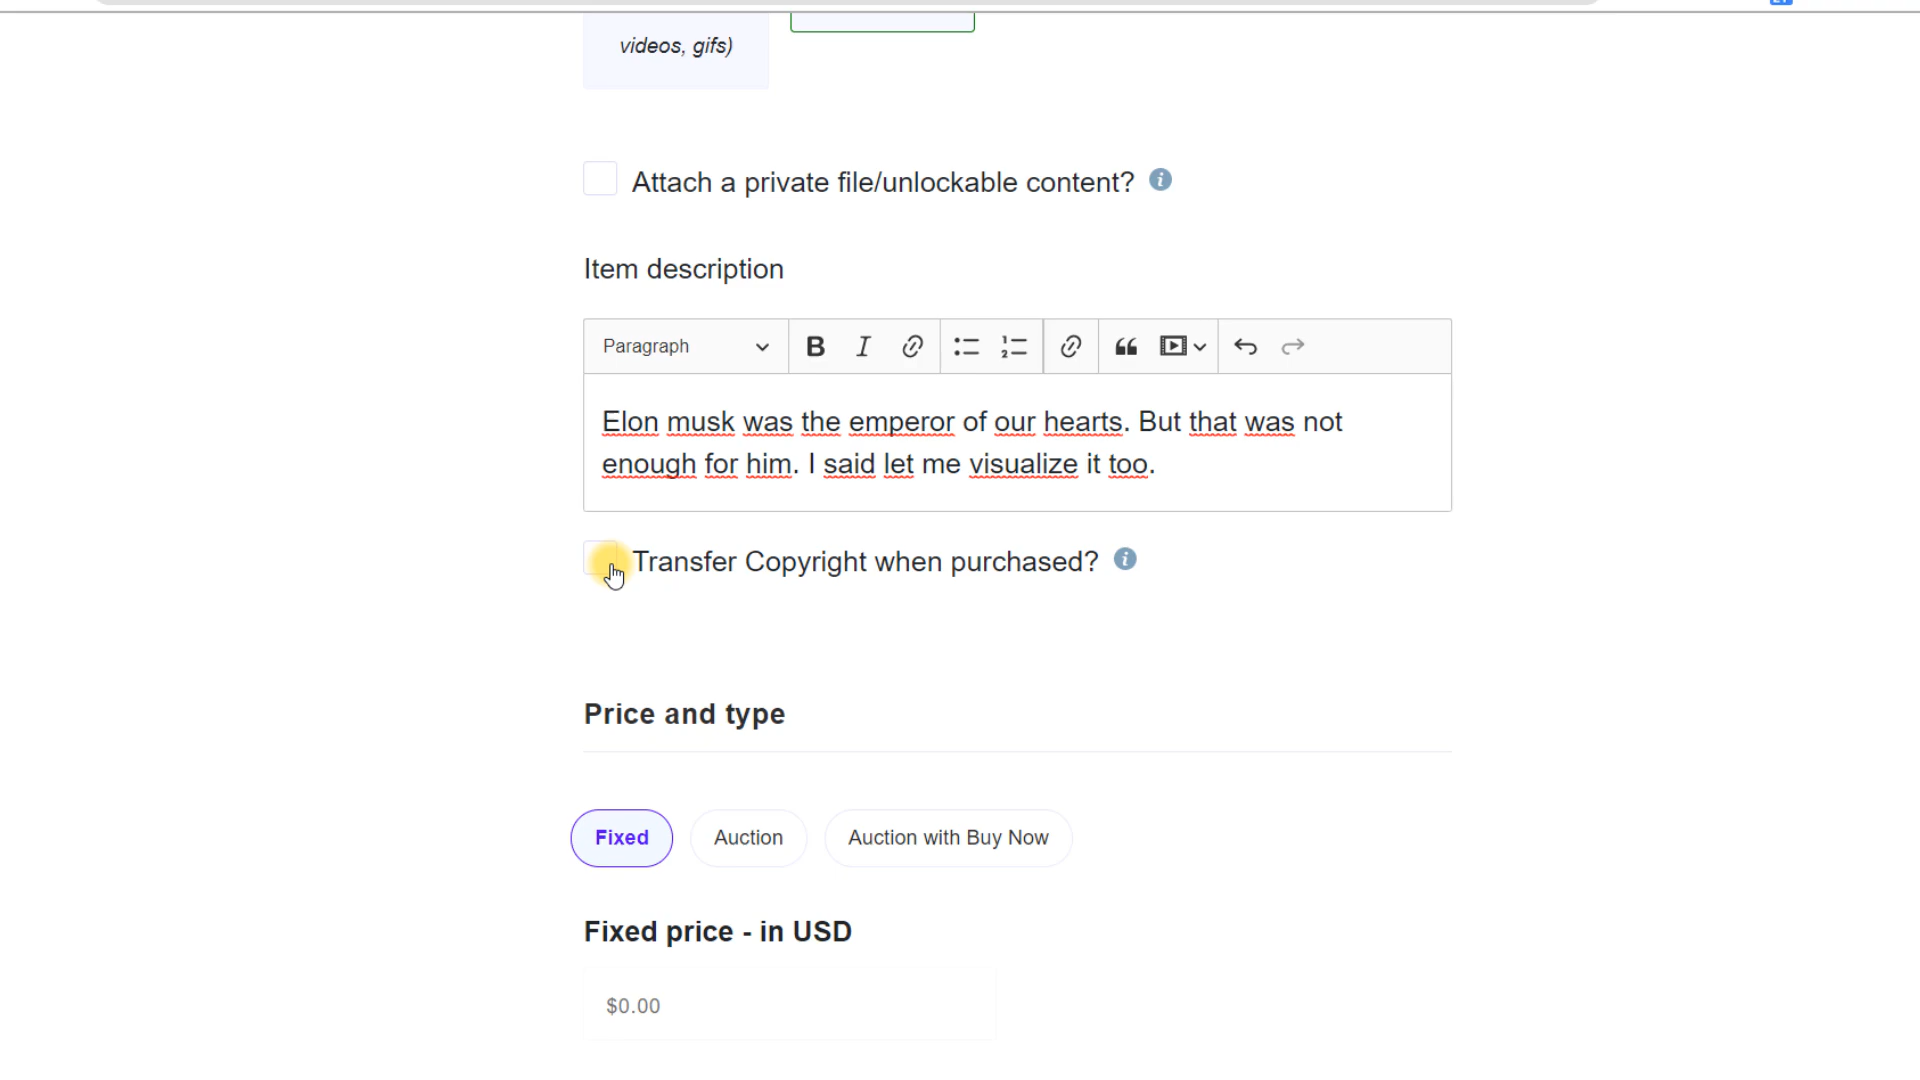 videos, gifs)
Attach a private file/unlockable content?
Item description
Paragraph
Elon musk was the emperor of our hearts. But that was not
enough for him. I said let me visualize it too.
Transfer Copyright when purchased?
Price and type
Fixed Auction Auction with Buy Now
Fixed price - in USD
$0.00